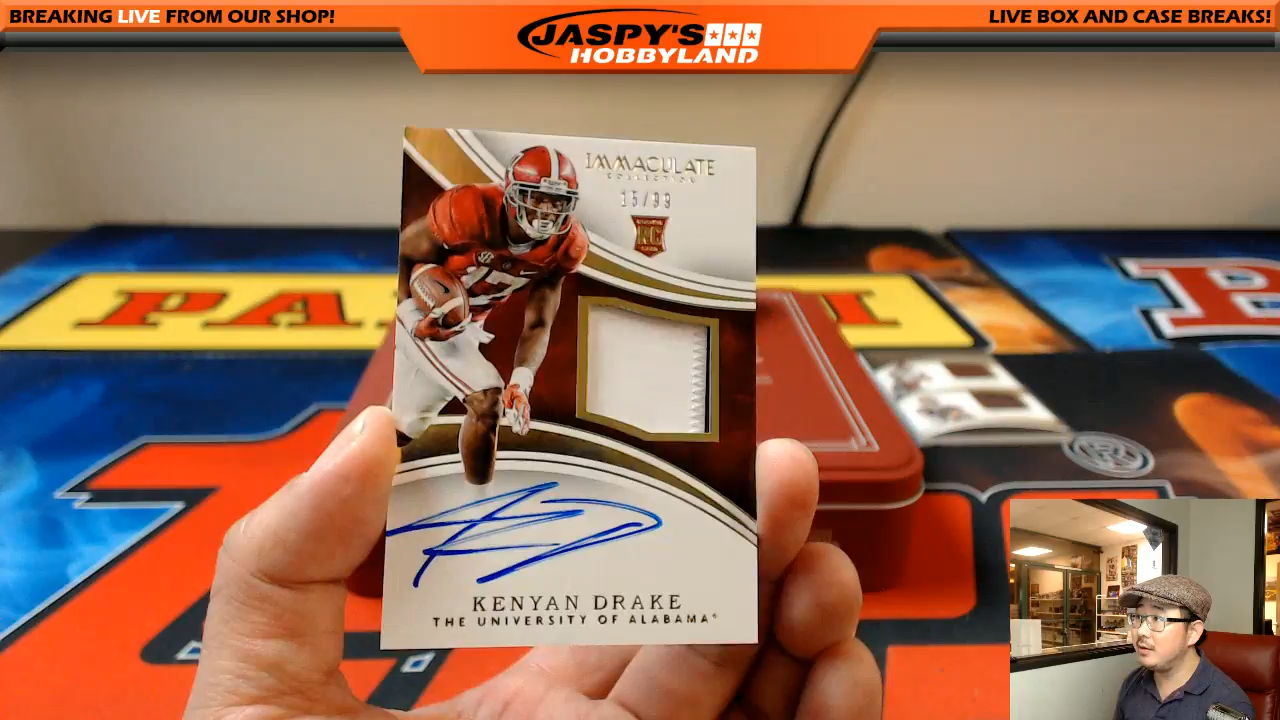 BREAKING LIVE FROM OUR SHOP!
JASPY'S
HOBBYLAND
LIVE BOX AND CASE BREAKS!
IMMACULATE
COLLECTION
15/99
RC
17
KENYAN DRAKE
THE UNIVERSITY OF ALABAMA